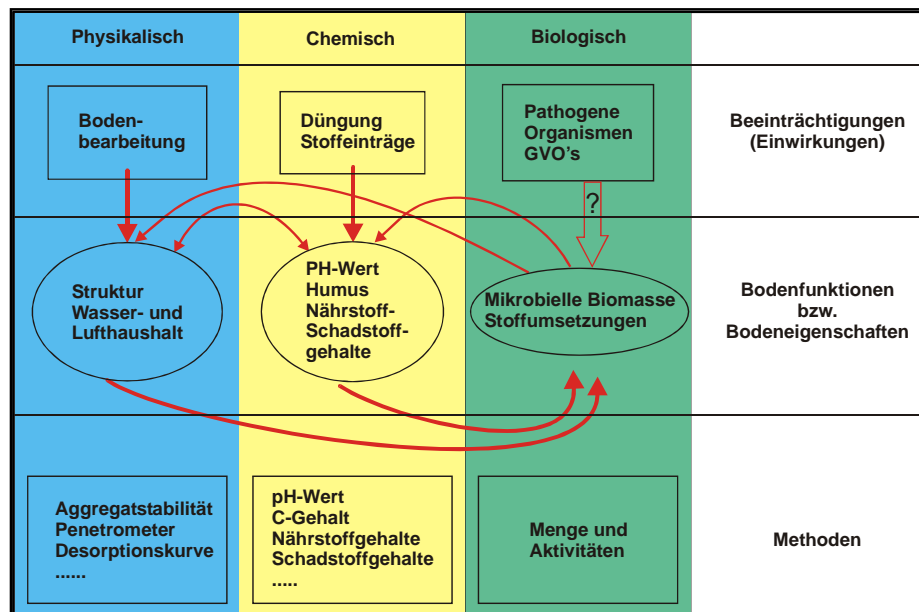 Physikalisch
Chemisch
Biologisch
Boden-
bearbeitung
Düngung
Stoffeinträge
Pathogene
Organismen
GVO's
Beeinträchtigungen
(Einwirkungen)
?
Struktur
Wasser- und
Lufthaushalt
PH-Wert
Humus
Nährstoff-
Schadstoff-
gehalte
Mikrobielle Biomasse
Stoffumsetzungen
Bodenfunktionen
bzw.
Bodeneigenschaften
Aggregatstabilität
Penetrometer
Desorptionskurve
......
pH-Wert
C-Gehalt
Nährstoffgehalte
Schadstoffgehalte
.....
Menge und
Aktivitäten
Methoden